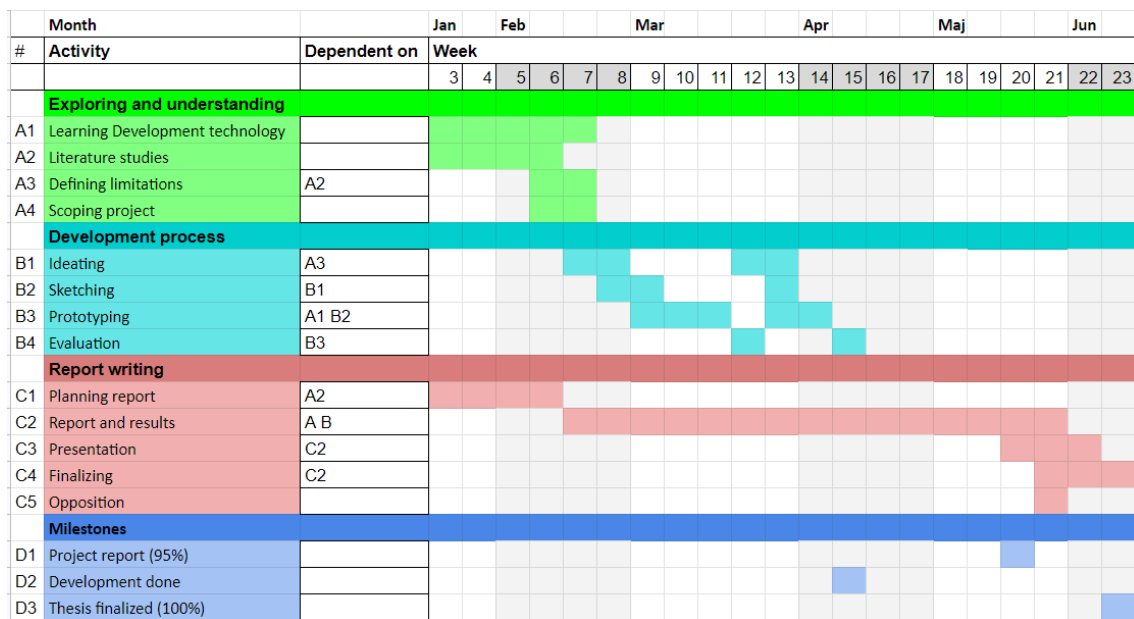 Month Jan Feb Mar Apr Maj Jun
# Activity Dependent on Week
3 4 5 6 7 8 9 10 11 12 13 14 15 16 17 18 19 20 21 22 23
Exploring and understanding
A1 Learning Development technology
A2 Literature studies
A3 Defining limitations A2
A4 Scoping project
Development process
B1 Ideating A3
B2 Sketching B1
B3 Prototyping A1 B2
B4 Evaluation B3
Report writing
C1 Planning report A2
C2 Report and results A B
C3 Presentation C2
C4 Finalizing C2
C5 Opposition
Milestones
D1 Project report (95%)
D2 Development done
D3 Thesis finalized (100%)